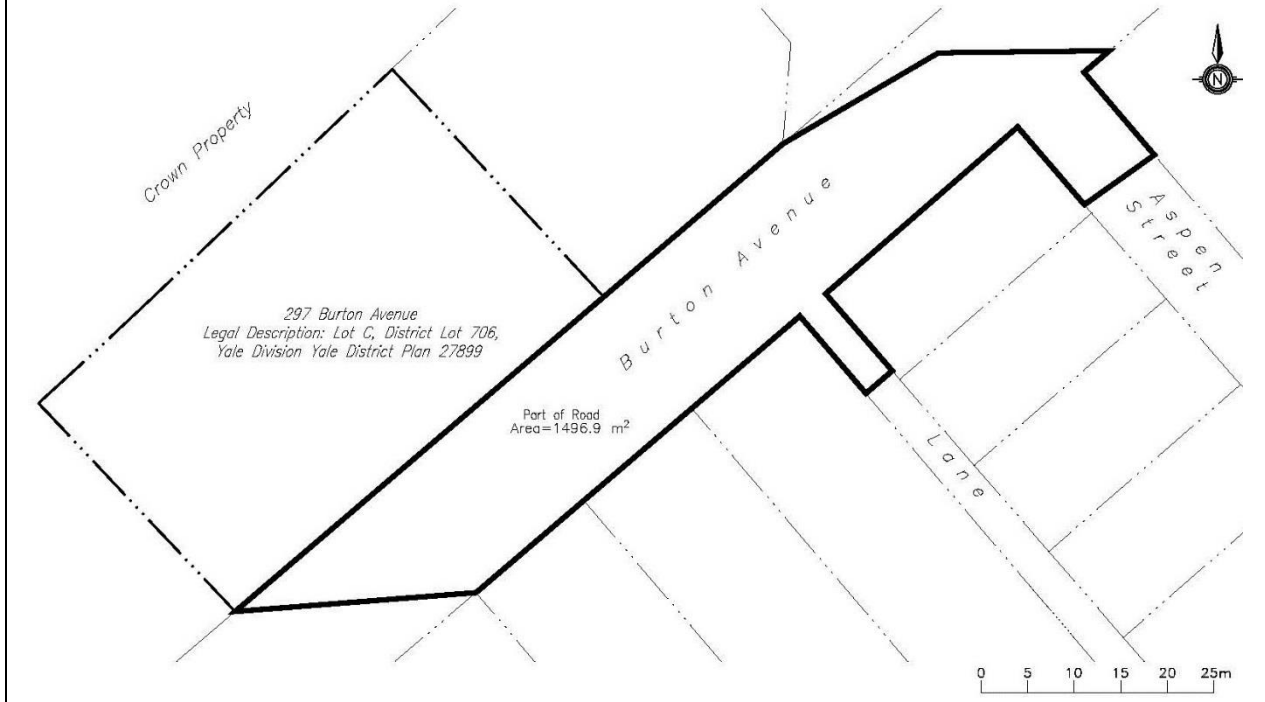 N
Crown Property
Burton Avenue
Aspen
Street
297 Burton Avenue
Legal Description: Lot C, District Lot 706,
Yale Division Yale District Plan 27899
Part of Road
Area=1496.9 m²
Lane
0 5 10 15 20 25m